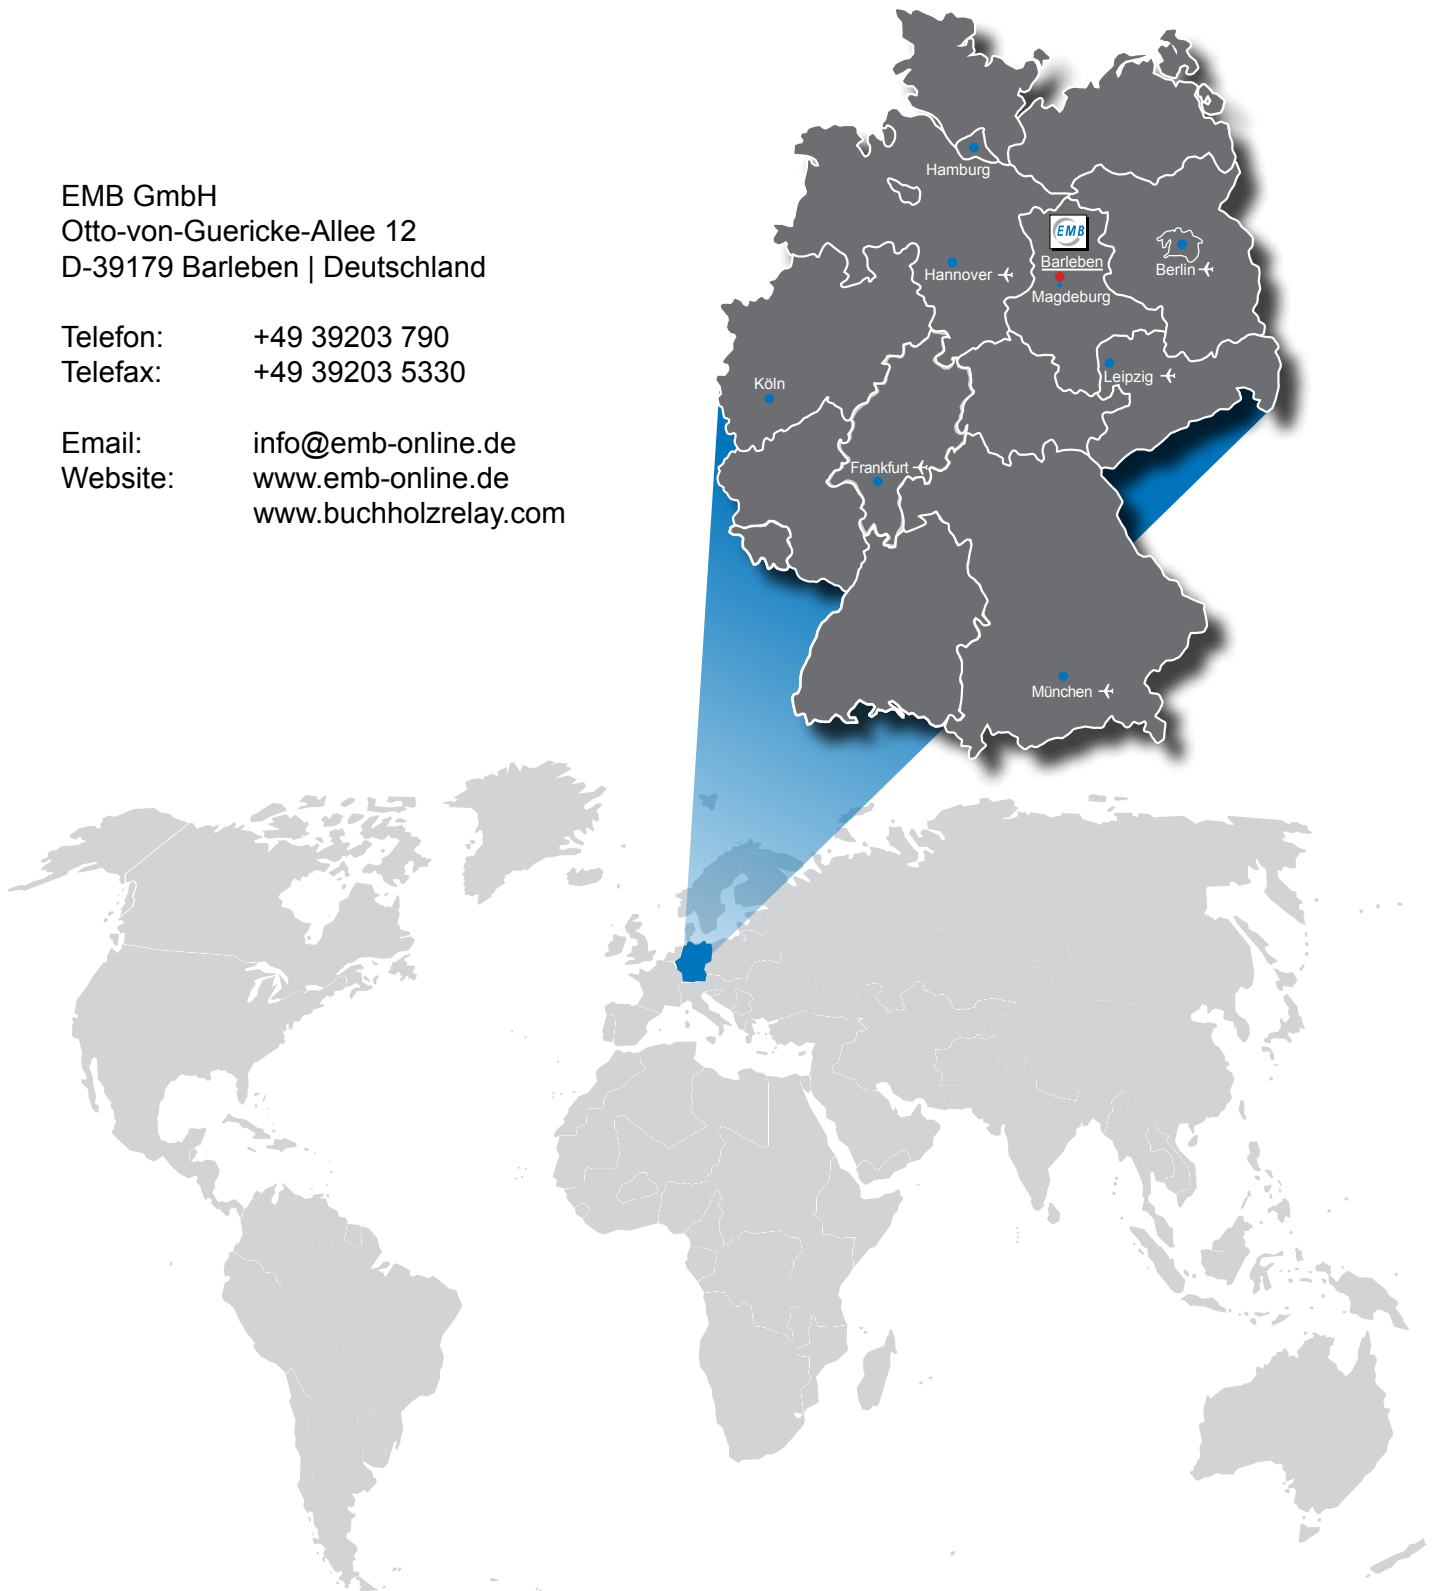 EMB GmbH
Otto-von-Guericke-Allee 12
D-39179 Barleben | Deutschland
Telefon: +49 39203 790
Telefax: +49 39203 5330
Email: info@emb-online.de
Website: www.emb-online.de
www.buchholzrelay.com
Hamburg
EMB
Barleben
Hannover
Berlin
Magdeburg
Leipzig
Köln
Frankfurt
München